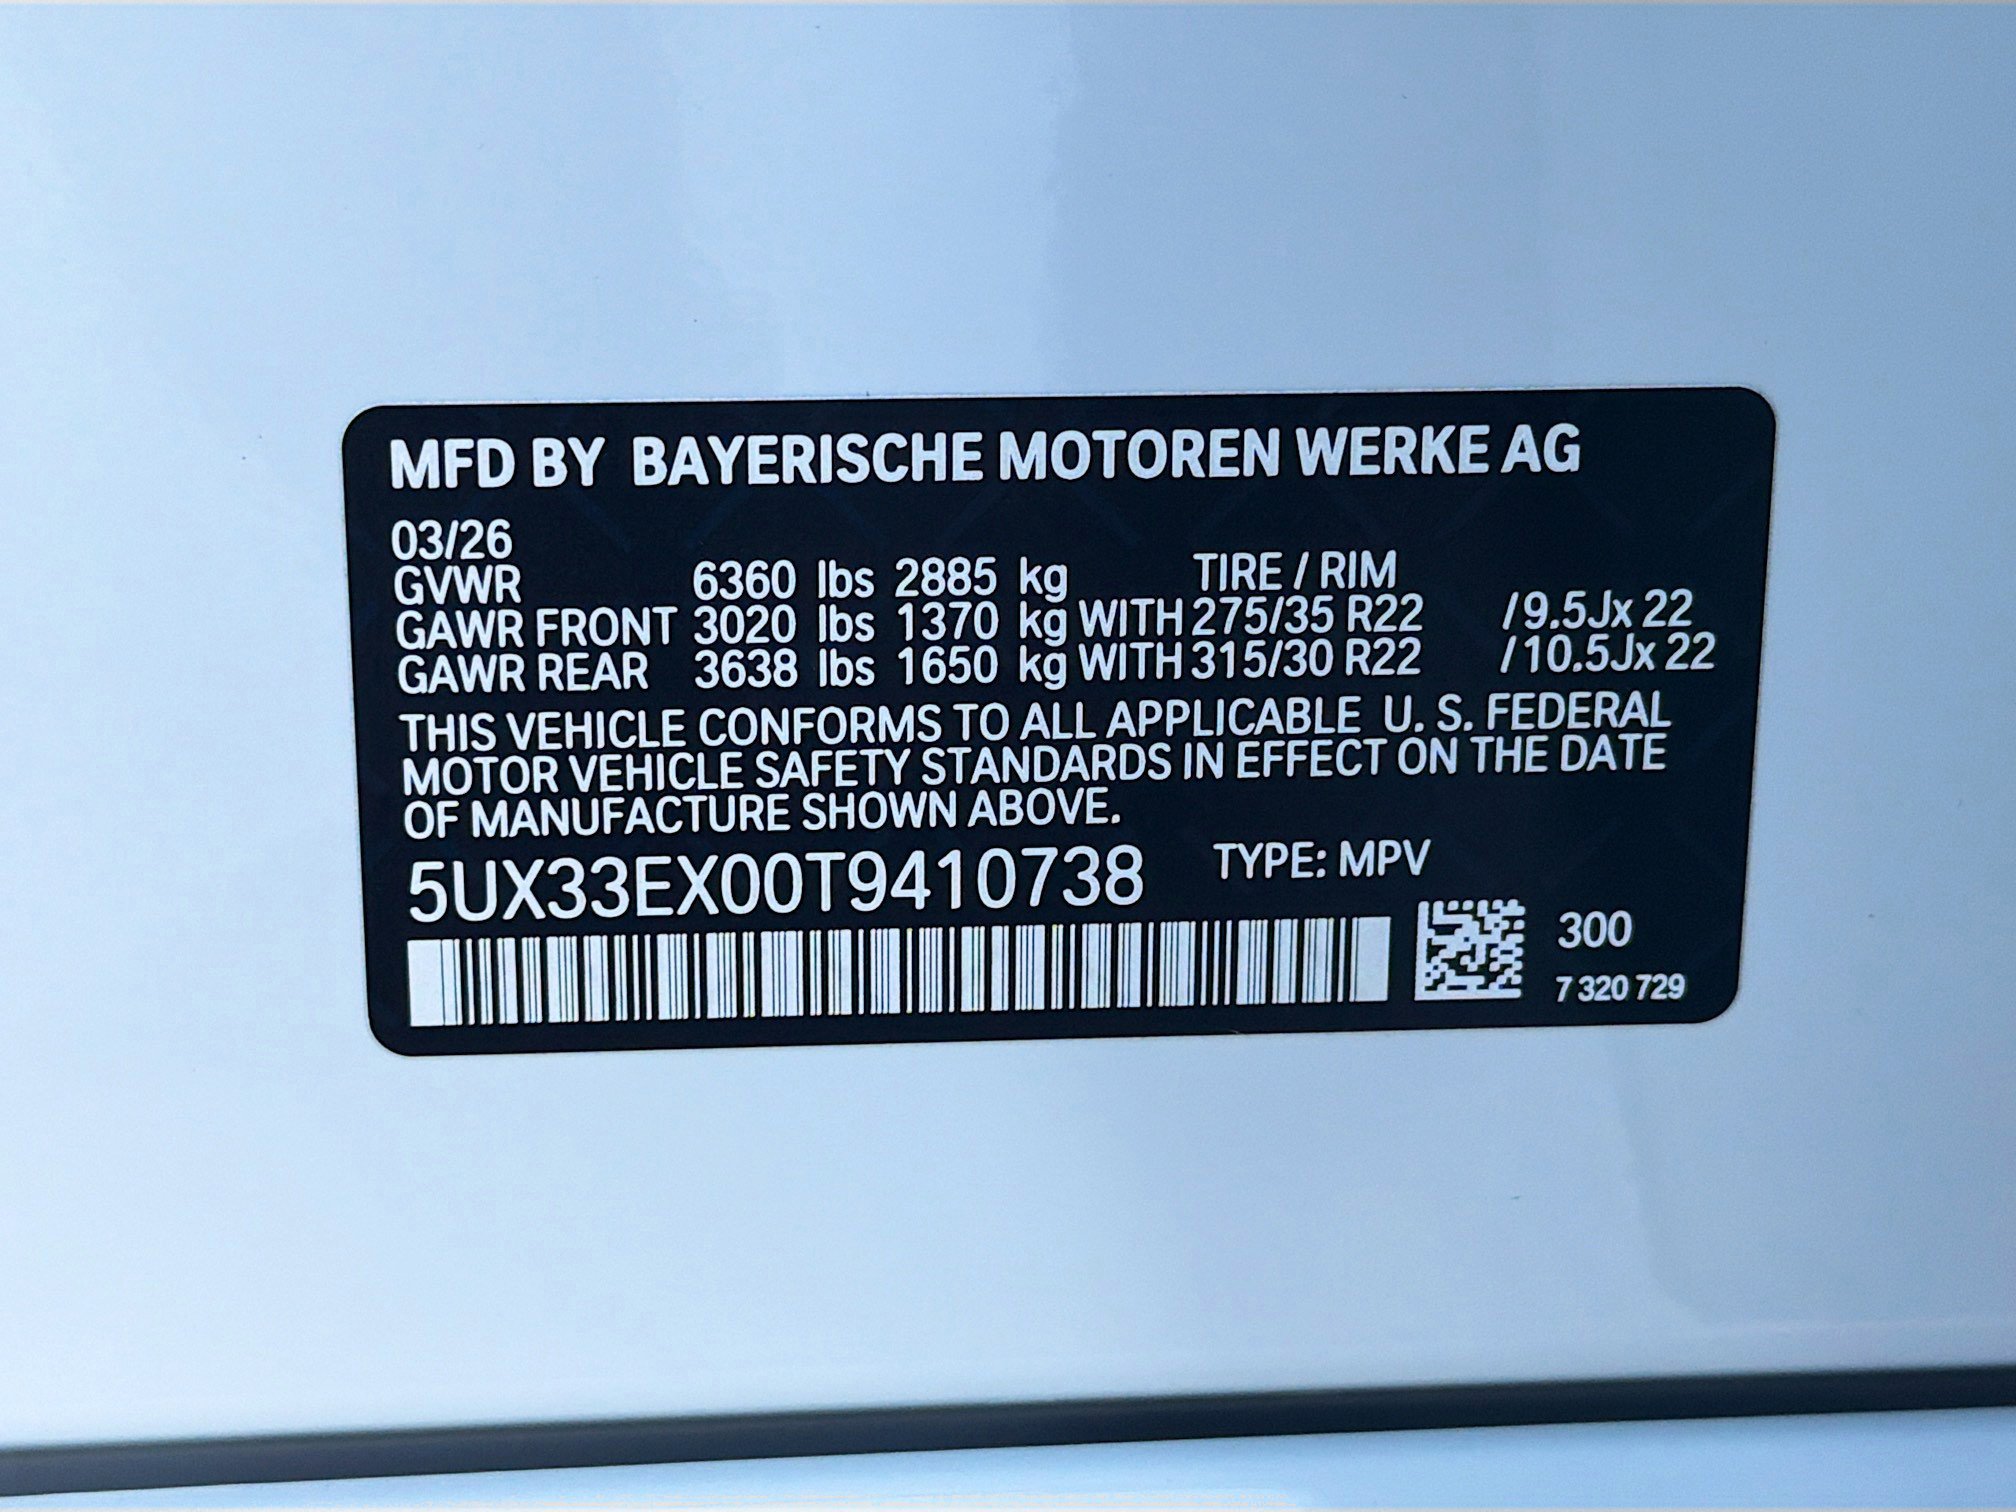 MFD BY BAYERISCHE MOTOREN WERKE AG
03/26
GVWR 6360 lbs 2885 kg TIRE / RIM
GAWR FRONT 3020 lbs 1370 kg WITH 275/35 R22 /9.5Jx 22
GAWR REAR 3638 lbs 1650 kg WITH 315/30 R22 /10.5Jx 22
THIS VEHICLE CONFORMS TO ALL APPLICABLE U. S. FEDERAL
MOTOR VEHICLE SAFETY STANDARDS IN EFFECT ON THE DATE
OF MANUFACTURE SHOWN ABOVE.
5UX33EX00T9410738 TYPE: MPV
300
7 320 729